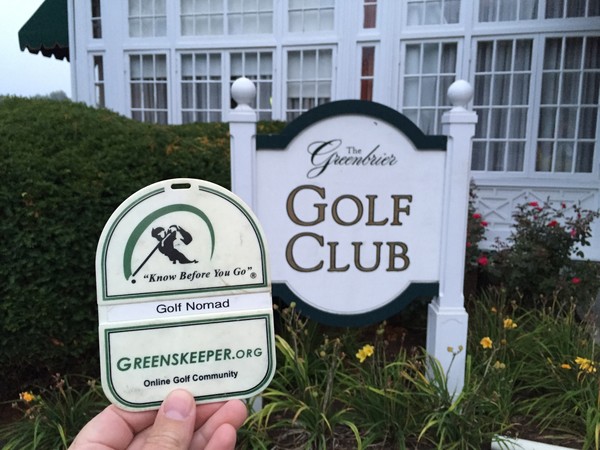 The
Greenbrier
GOLF
CLUB
"Know Before You Go"®
Golf Nomad
GREENSKEEPER.ORG
Online Golf Community